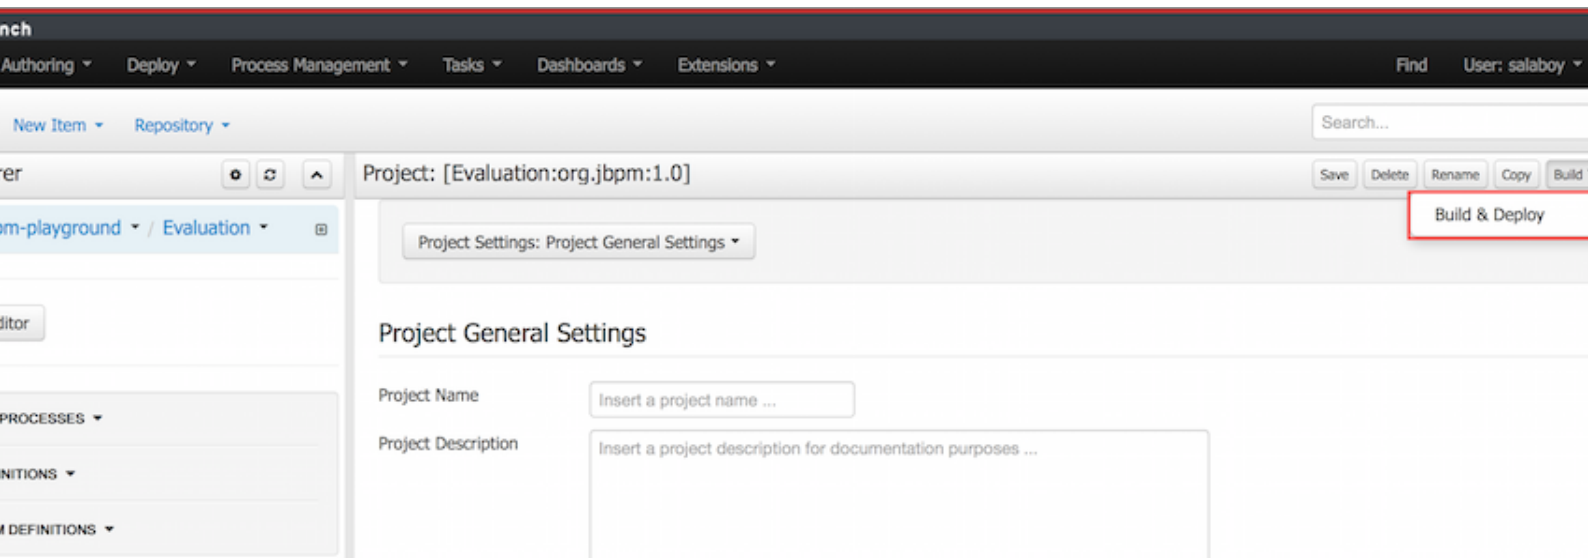 nch
Authoring Deploy Process Management Tasks Dashboards Extensions Find User: salaboy
New Item Repository Search...
rer Project: [Evaluation:org.jbpm:1.0] Save Delete Rename Copy Build
om-playground / Evaluation Build & Deploy
Project Settings: Project General Settings
ditor
Project General Settings
Project Name Insert a project name ...
PROCESSES
Project Description Insert a project description for documentation purposes ...
NITIONS
M DEFINITIONS